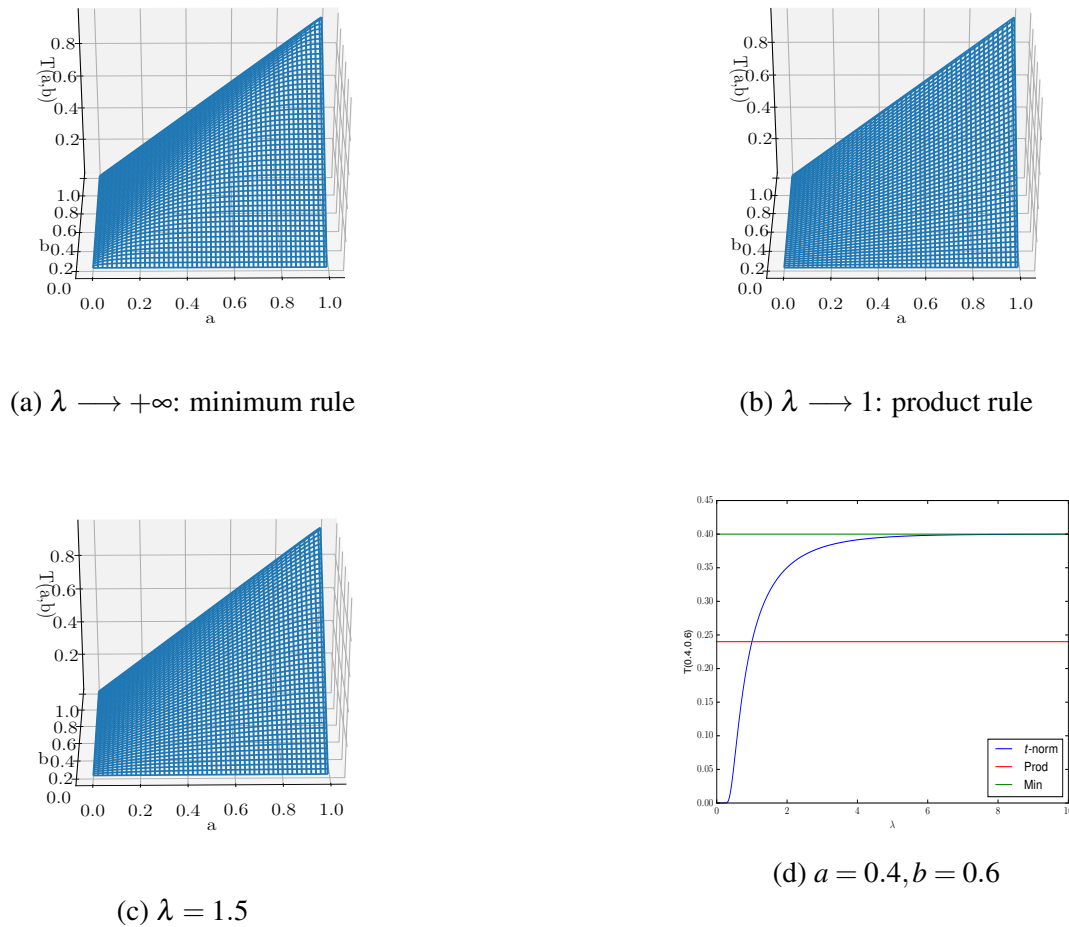 0.8
0.6
0.4
0.2
T(a,b)
1.0
0.8
0.6
0.4
0.2
0.0
b
0.0 0.2 0.4 0.6 0.8 1.0
a
(a) λ ⟶ +∞: minimum rule
0.8
0.6
0.4
0.2
T(a,b)
1.0
0.8
0.6
0.4
0.2
0.0
b
0.0 0.2 0.4 0.6 0.8 1.0
a
(b) λ ⟶ 1: product rule
0.8
0.6
0.4
0.2
T(a,b)
1.0
0.8
0.6
0.4
0.2
0.0
b
0.0 0.2 0.4 0.6 0.8 1.0
a
(c) λ = 1.5
0.45
0.40
0.35
0.30
0.25
0.20
0.15
0.10
0.05
0.00
T(0.4,0.6)
t-norm
Prod
Min
0 2 4 6 8 10
λ
(d) a = 0.4, b = 0.6